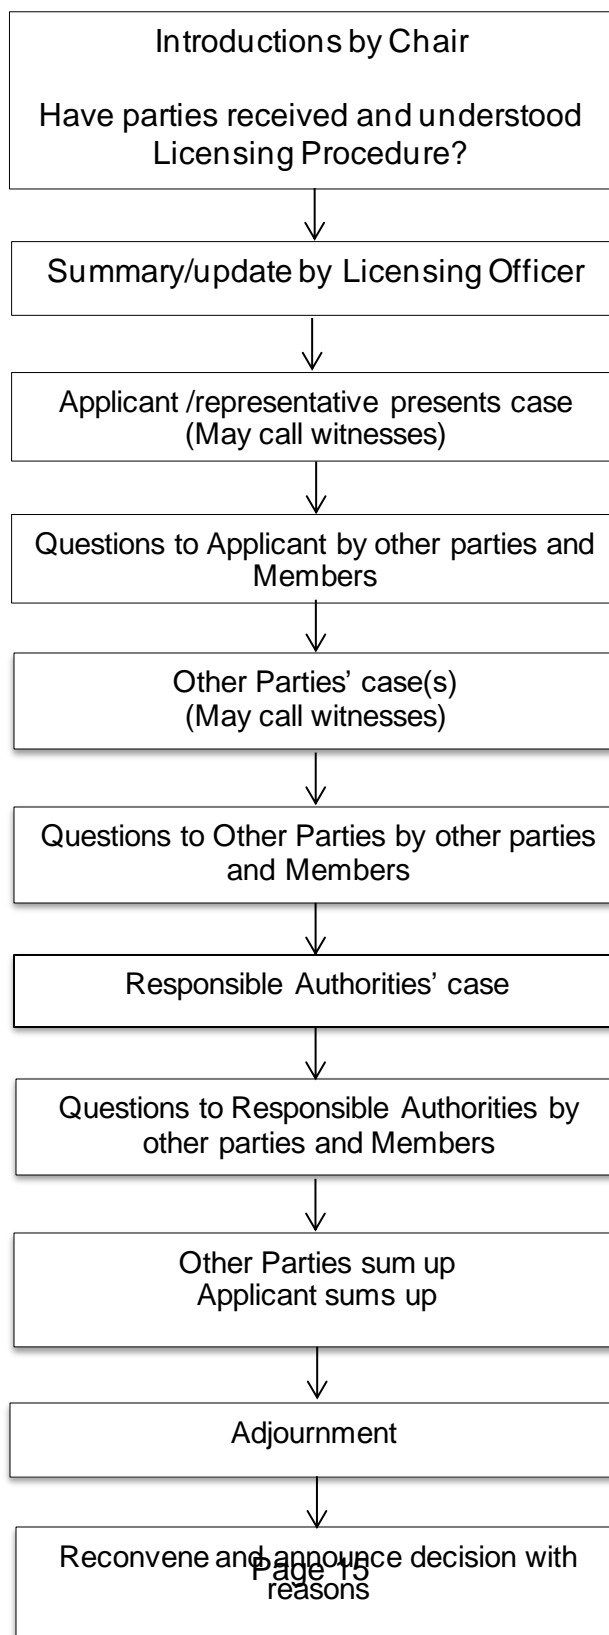 Introductions by Chair
Have parties received and understood
Licensing Procedure?
Summary/update by Licensing Officer
Applicant /representative presents case
(May call witnesses)
Questions to Applicant by other parties and
Members
Other Parties’ case(s)
(May call witnesses)
Questions to Other Parties by other parties
and Members
Responsible Authorities’ case
Questions to Responsible Authorities by
other parties and Members
Other Parties sum up
Applicant sums up
Adjournment
Reconvene and announce decision with
Page 15
reasons